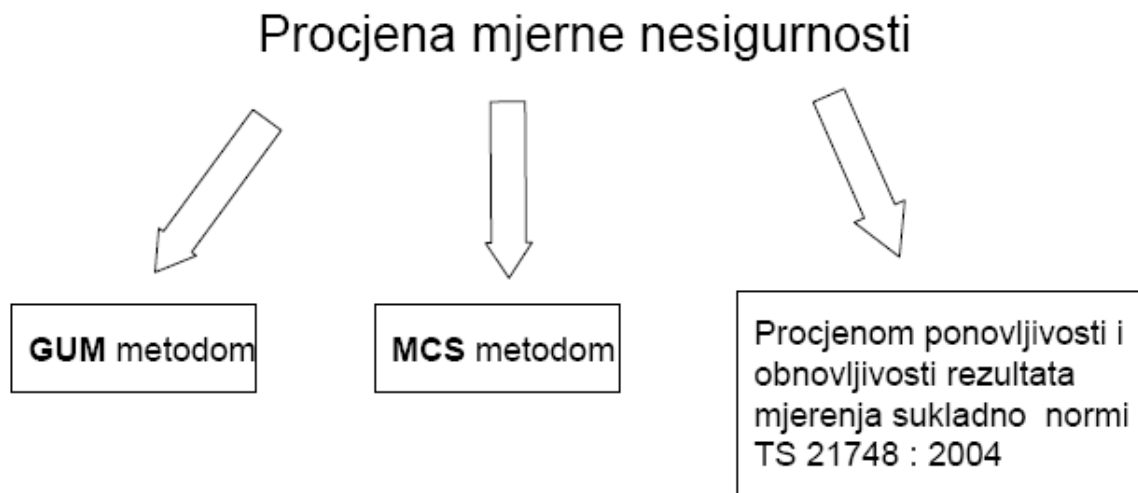 Procjena mjerne nesigurnosti
GUM metodom
MCS metodom
Procjenom ponovljivosti i
obnovljivosti rezultata
mjerenja sukladno normi
TS 21748 : 2004